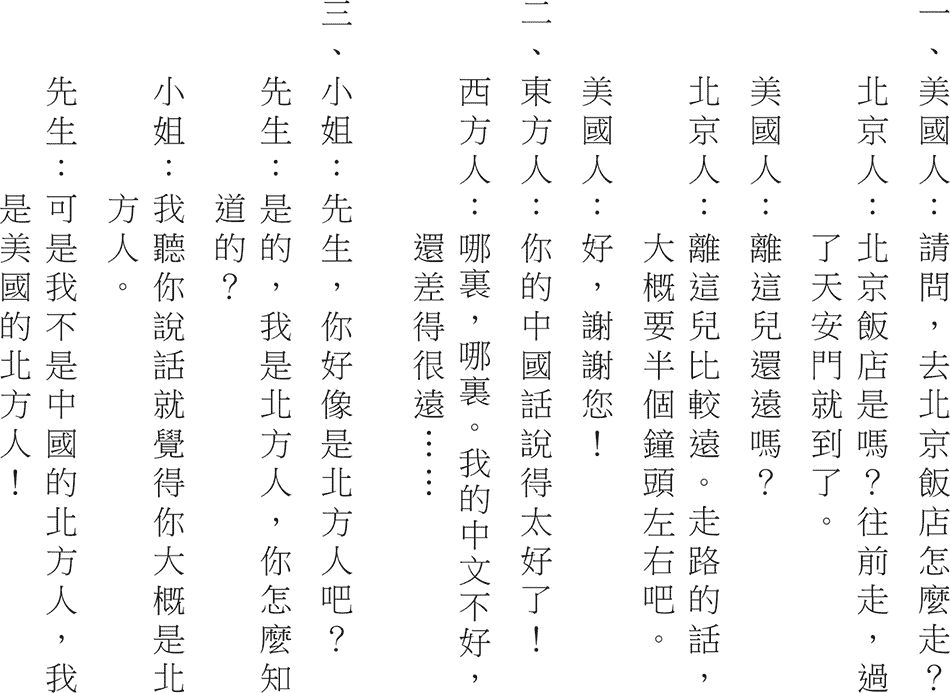 一、美國人：請問，去北京飯店怎麼走？
北京人：北京飯店是嗎？往前走，過
了天安門就到了。
美國人：離這兒還遠嗎？
北京人：離這兒比較遠。走路的話，
大概要半個鐘頭左右吧。
美國人：好，謝謝您！
二、東方人：你的中國話說得太好了！
西方人：哪裏，哪裏。我的中文不好，
還差得很遠……
三、小姐：先生，你好像是北方人吧？
先生：是的，我是北方人，你怎麼知
道的？
小姐：我聽你說話就覺得你大概是北
方人。
先生：可是我不是中國的北方人，我
是美國的北方人！